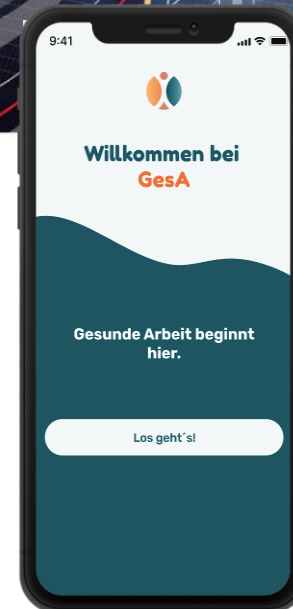 9:41
Willkommen bei
GesA
Gesunde Arbeit beginnt
hier.
Los geht´s!